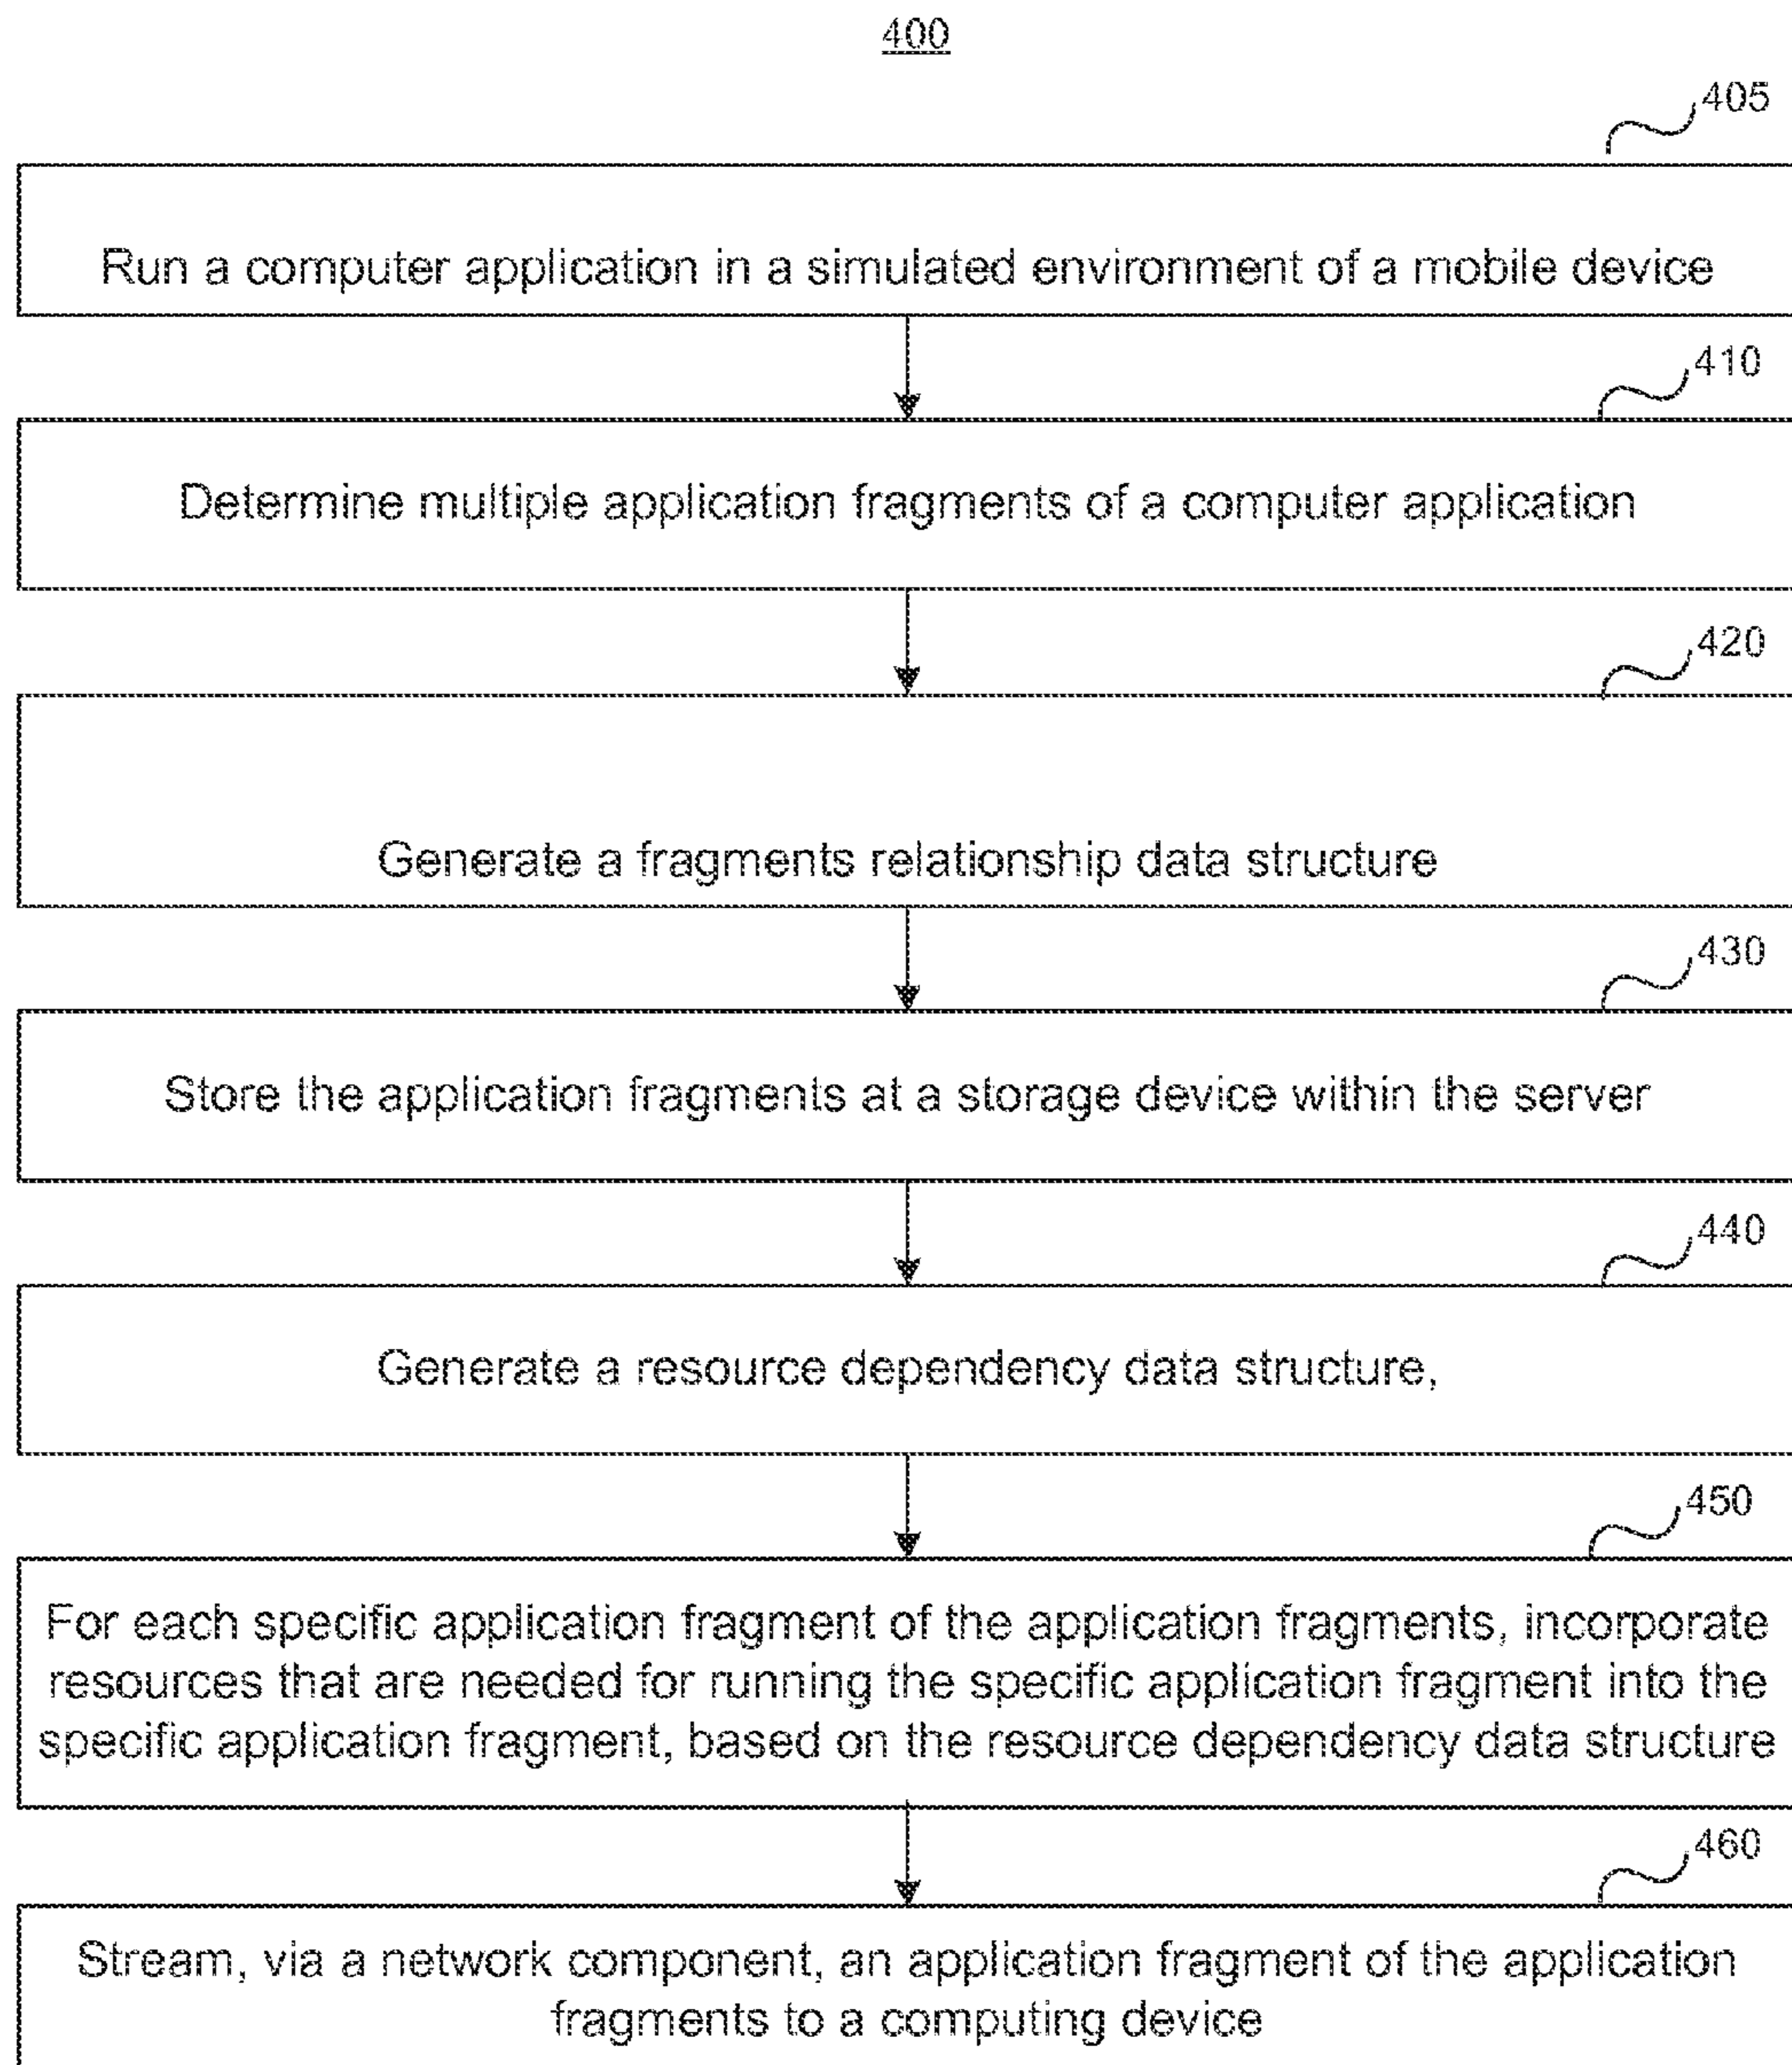 400
405
Run a computer application in a simulated environment of a mobile device
410
Determine multiple application fragments of a computer application
420
Generate a fragments relationship data structure
430
Store the application fragments at a storage device within the server
440
Generate a resource dependency data structure,
450
For each specific application fragment of the application fragments, incorporate
resources that are needed for running the specific application fragment into the
specific application fragment, based on the resource dependency data structure
460
Stream, via a network component, an application fragment of the application
fragments to a computing device